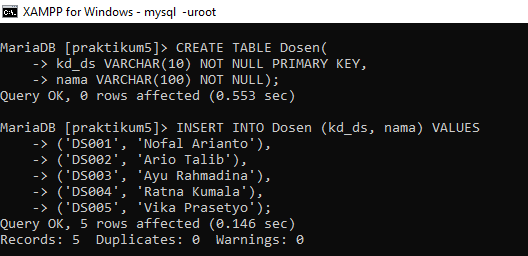 XAMPP for Windows - mysql -uroot
MariaDB [praktikum5]> CREATE TABLE Dosen(
    -> kd_ds VARCHAR(10) NOT NULL PRIMARY KEY,
    -> nama VARCHAR(100) NOT NULL);
Query OK, 0 rows affected (0.553 sec)

MariaDB [praktikum5]> INSERT INTO Dosen (kd_ds, nama) VALUES
    -> ('DS001', 'Nofal Arianto'),
    -> ('DS002', 'Ario Talib'),
    -> ('DS003', 'Ayu Rahmadina'),
    -> ('DS004', 'Ratna Kumala'),
    -> ('DS005', 'Vika Prasetyo');
Query OK, 5 rows affected (0.146 sec)
Records: 5  Duplicates: 0  Warnings: 0